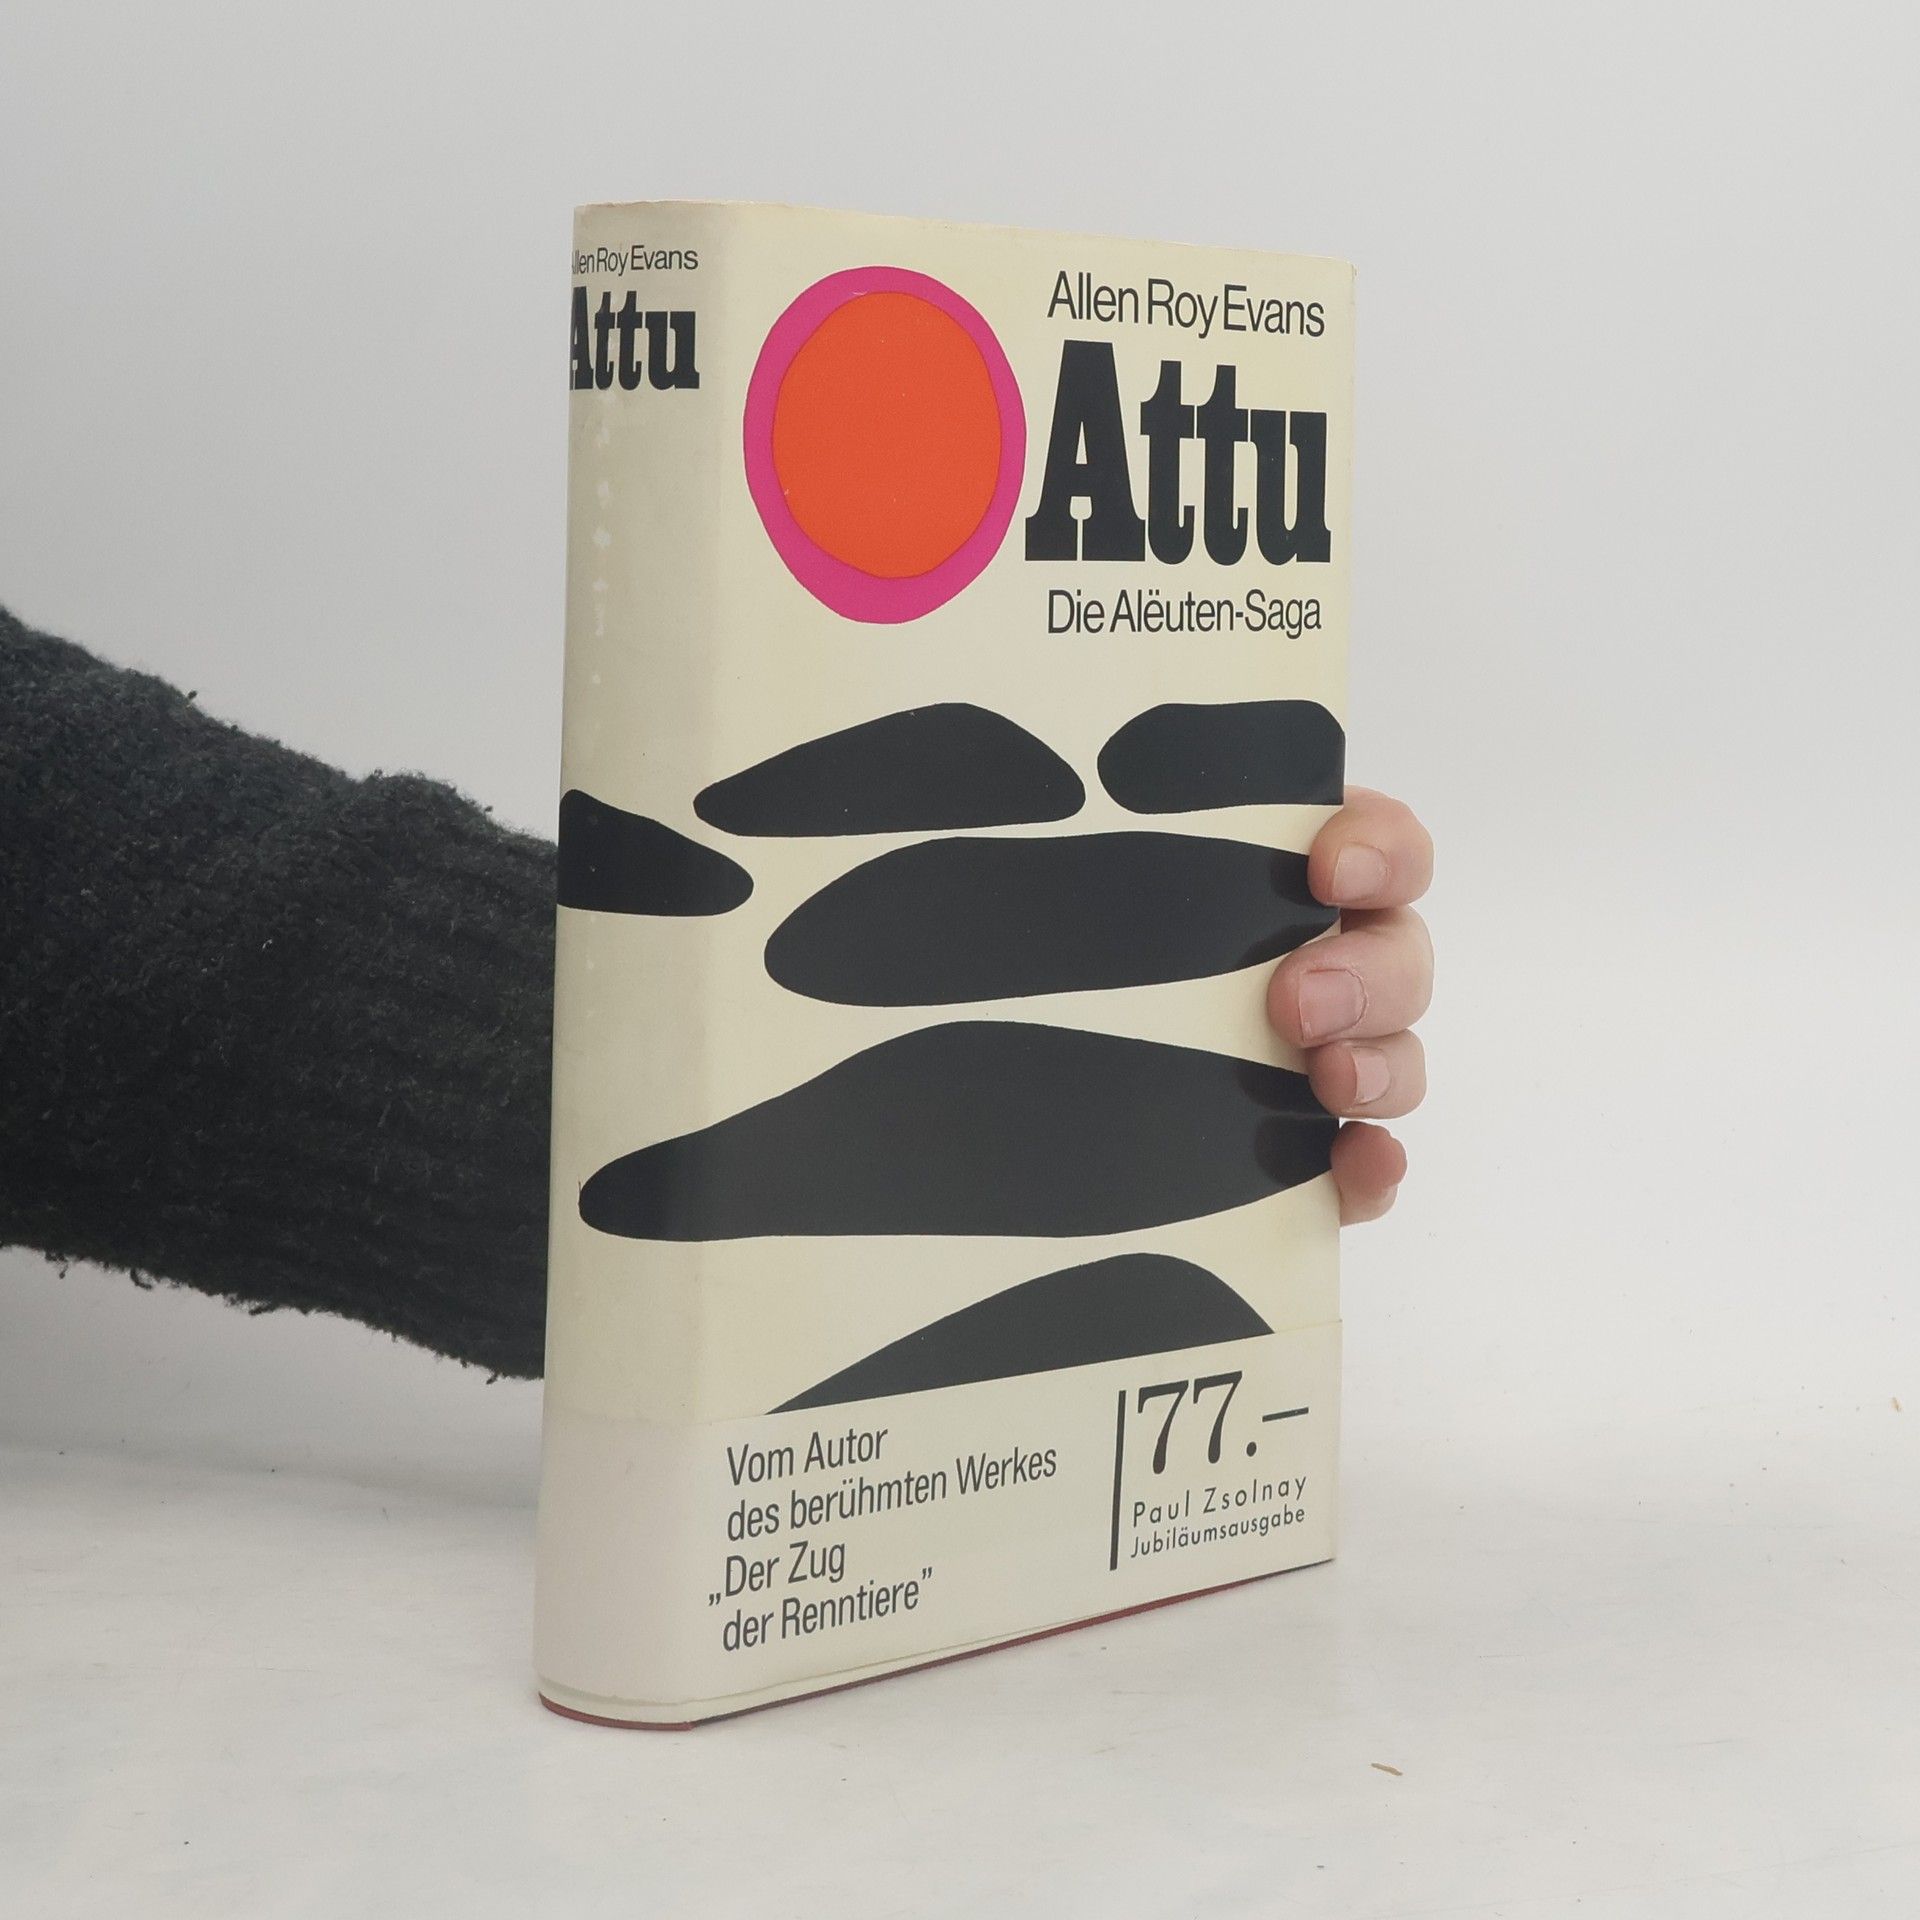 Allen Roy Evans
Attu
Allen Roy Evans
Attu
Die Alëuten-Saga
Vom Autor
des berühmten Werkes
„Der Zug
der Renntiere”
77.–
Paul Zsolnay
Jubiläumsausgabe